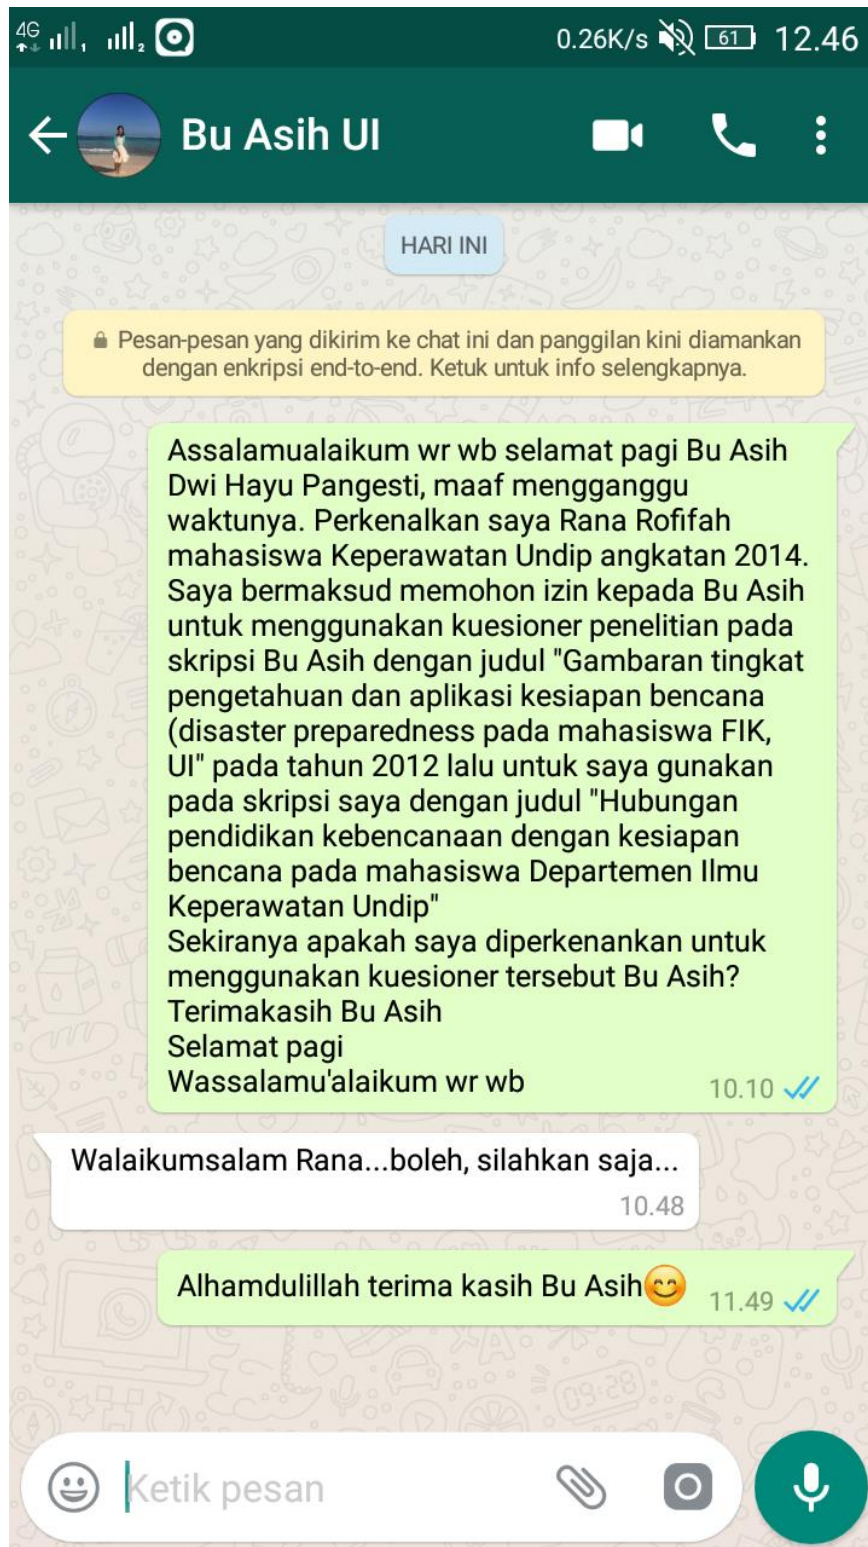 4G 1 2 0.26K/s 61 12.46
Bu Asih UI
HARI INI
Pesan-pesan yang dikirim ke chat ini dan panggilan kini diamankan
dengan enkripsi end-to-end. Ketuk untuk info selengkapnya.
Assalamualaikum wr wb selamat pagi Bu Asih
Dwi Hayu Pangesti, maaf mengganggu
waktunya. Perkenalkan saya Rana Rofifah
mahasiswa Keperawatan Undip angkatan 2014.
Saya bermaksud memohon izin kepada Bu Asih
untuk menggunakan kuesioner penelitian pada
skripsi Bu Asih dengan judul "Gambaran tingkat
pengetahuan dan aplikasi kesiapan bencana
(disaster preparedness pada mahasiswa FIK,
UI" pada tahun 2012 lalu untuk saya gunakan
pada skripsi saya dengan judul "Hubungan
pendidikan kebencanaan dengan kesiapan
bencana pada mahasiswa Departemen Ilmu
Keperawatan Undip"
Sekiranya apakah saya diperkenankan untuk
menggunakan kuesioner tersebut Bu Asih?
Terimakasih Bu Asih
Selamat pagi
Wassalamu'alaikum wr wb 10.10
Walaikumsalam Rana...boleh, silahkan saja...
10.48
Alhamdulillah terima kasih Bu Asih😊 11.49
Ketik pesan